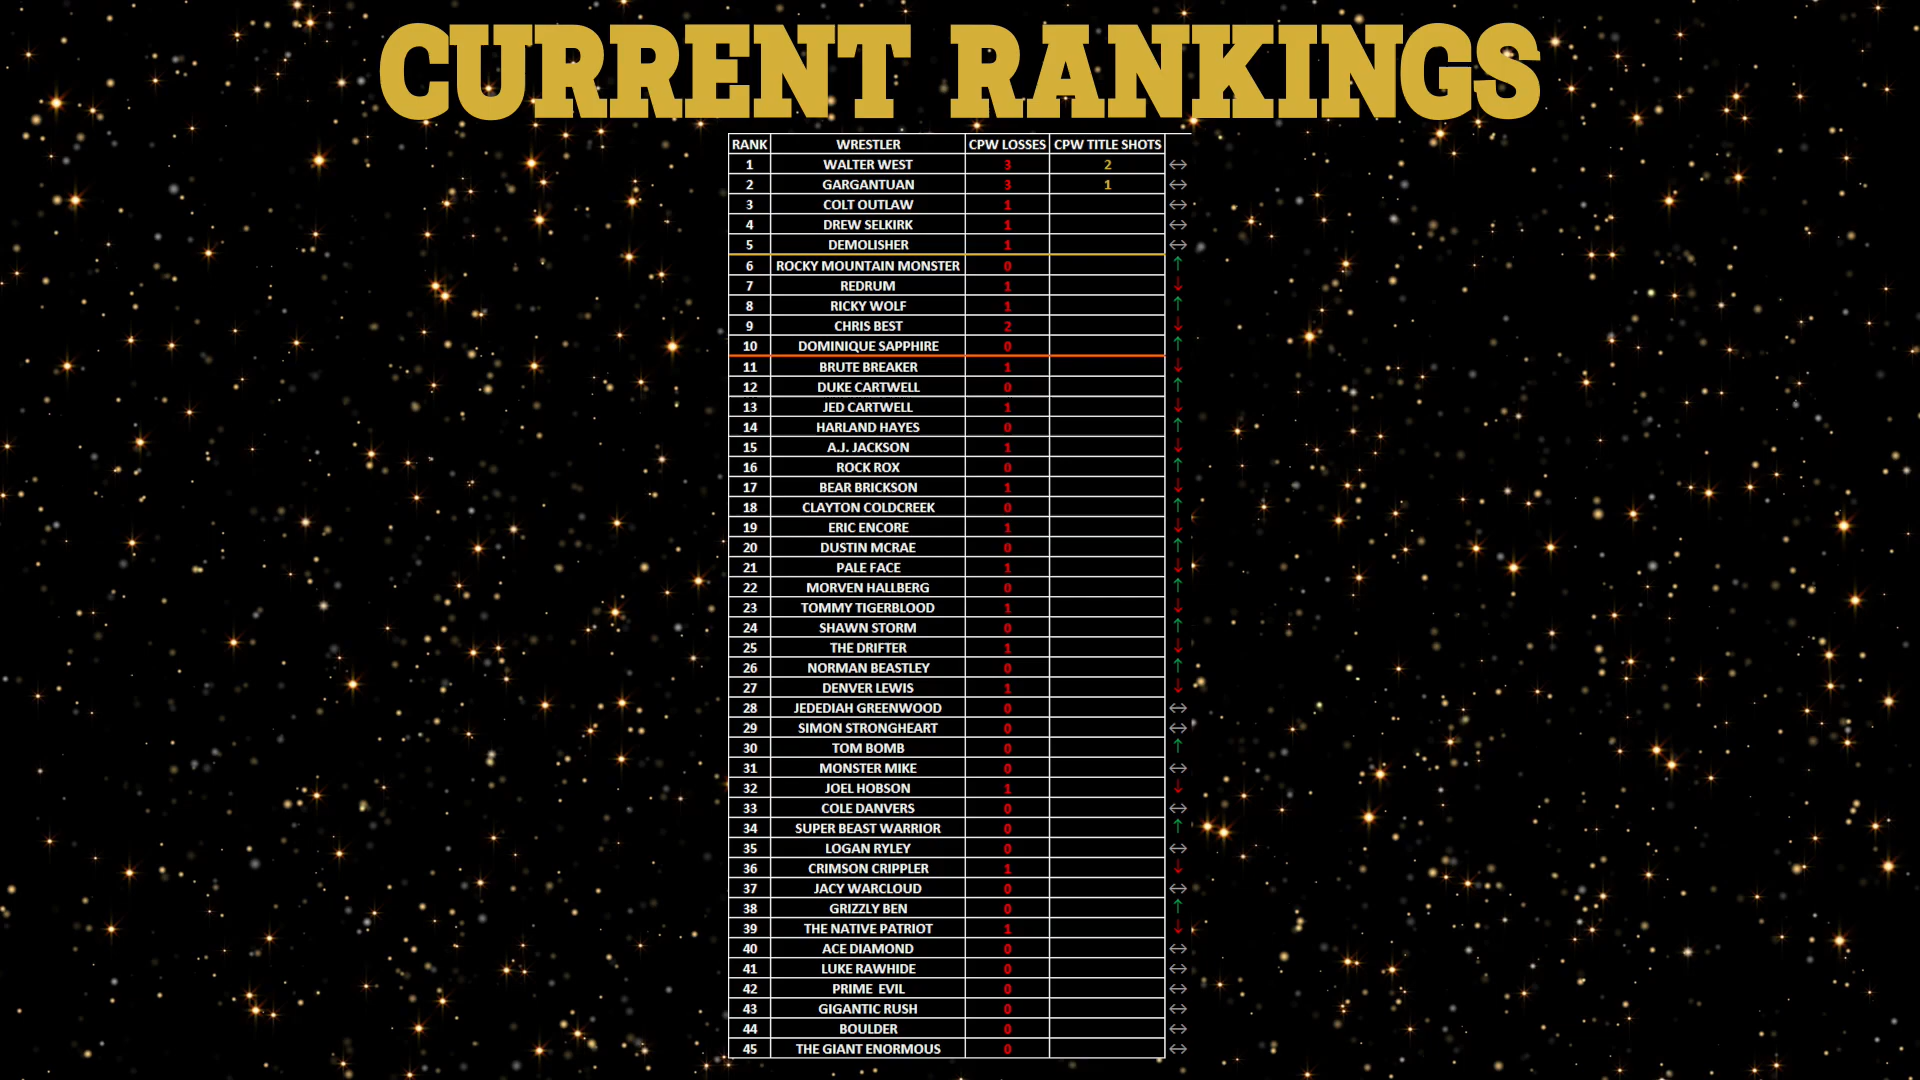 CURRENT RANKINGS
RANK WRESTLER CPW LOSSES CPW TITLE SHOTS
1 WALTER WEST 3 2 ↔
2 GARGANTUAN 3 1 ↔
3 COLT OUTLAW 1 ↔
4 DREW SELKIRK 1 ↔
5 DEMOLISHER 1 ↔
6 ROCKY MOUNTAIN MONSTER 0 ↑
7 REDRUM 1 ↓
8 RICKY WOLF 1 ↑
9 CHRIS BEST 2 ↓
10 DOMINIQUE SAPPHIRE 0 ↑
11 BRUTE BREAKER 1 ↓
12 DUKE CARTWELL 0 ↑
13 JED CARTWELL 1 ↓
14 HARLAND HAYES 0 ↑
15 A.J. JACKSON 1 ↓
16 ROCK ROX 0 ↑
17 BEAR BRICKSON 1 ↓
18 CLAYTON COLDCREEK 0 ↑
19 ERIC ENCORE 1 ↓
20 DUSTIN MCRAE 0 ↑
21 PALE FACE 1 ↓
22 MORVEN HALLBERG 0 ↑
23 TOMMY TIGERBLOOD 1 ↓
24 SHAWN STORM 0 ↑
25 THE DRIFTER 1 ↓
26 NORMAN BEASTLEY 0 ↑
27 DENVER LEWIS 1 ↓
28 JEDEDIAH GREENWOOD 0 ↔
29 SIMON STRONGHEART 0 ↔
30 TOM BOMB 0 ↑
31 MONSTER MIKE 0 ↔
32 JOEL HOBSON 1 ↓
33 COLE DANVERS 0 ↔
34 SUPER BEAST WARRIOR 0 ↑
35 LOGAN RYLEY 0 ↔
36 CRIMSON CRIPPLER 1 ↓
37 JACY WARCLOUD 0 ↔
38 GRIZZLY BEN 0 ↑
39 THE NATIVE PATRIOT 1 ↓
40 ACE DIAMOND 0 ↔
41 LUKE RAWHIDE 0 ↔
42 PRIME EVIL 0 ↔
43 GIGANTIC RUSH 0 ↔
44 BOULDER 0 ↔
45 THE GIANT ENORMOUS 0 ↔